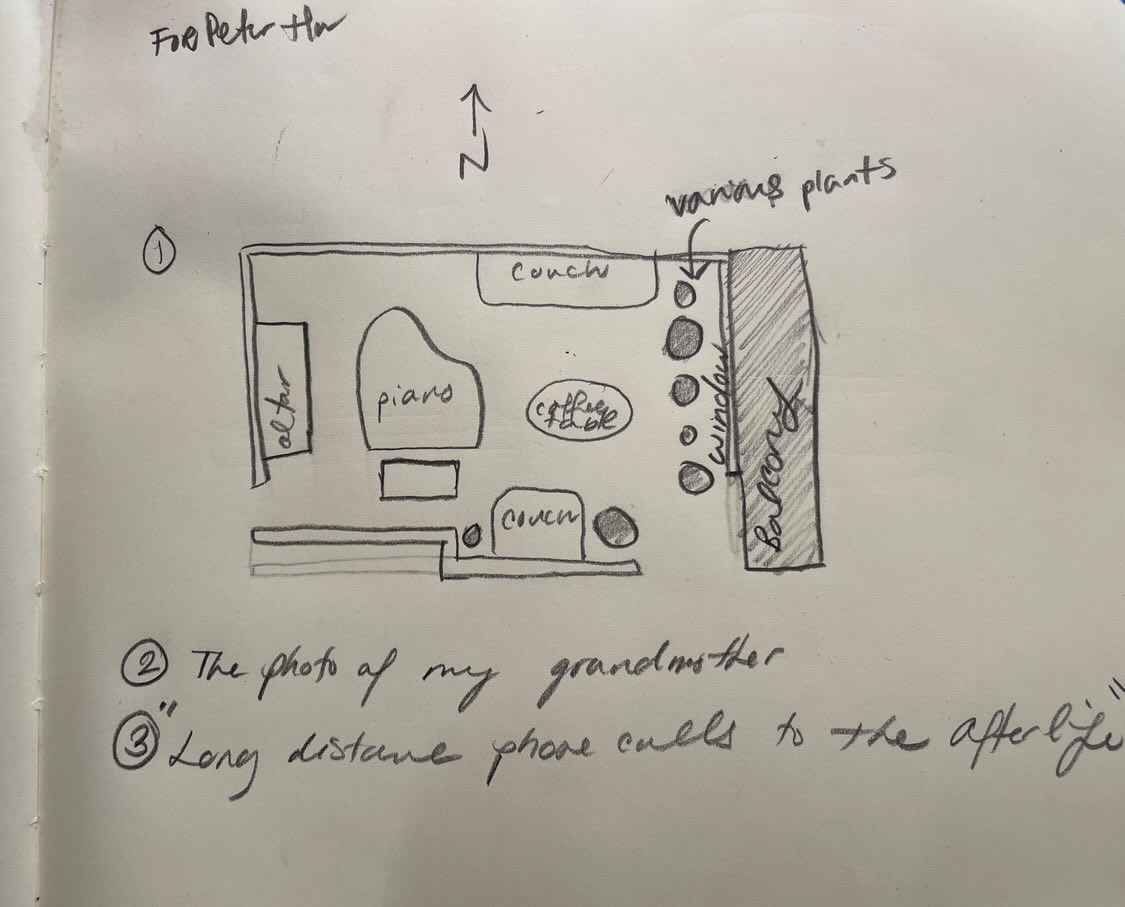 For Peter
N
various plants
①
couch
altar
piano
coffee
table
window
Balcony
couch
② The photo of my grandmother
③ "Long distance phone calls to the afterlife"